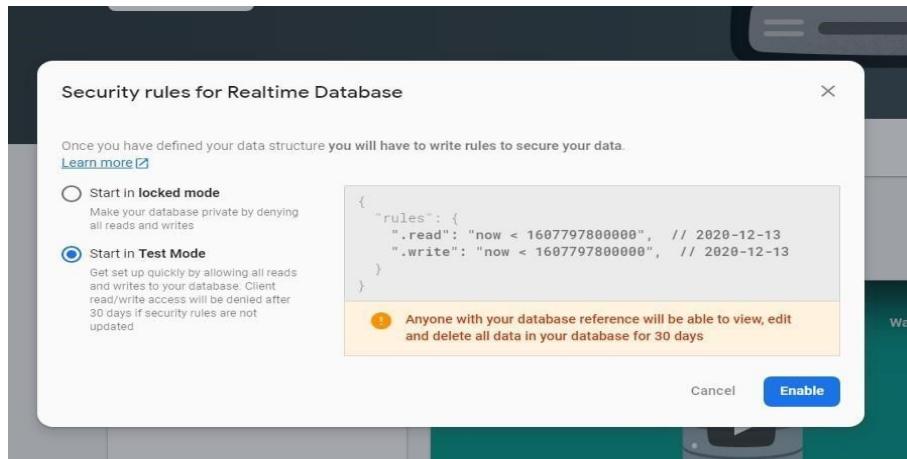 Security rules for Realtime Database
Once you have defined your data structure you will have to write rules to secure your data.
Learn more
Start in locked mode
Make your database private by denying
all reads and writes
Start in Test Mode
Get set up quickly by allowing all reads
and writes to your database. Client
read/write access will be denied after
30 days if security rules are not
updated
{
"rules": {
".read": "now < 1607797800000", // 2020-12-13
".write": "now < 1607797800000", // 2020-12-13
}
}
Anyone with your database reference will be able to view, edit
and delete all data in your database for 30 days
Cancel
Enable
Wa